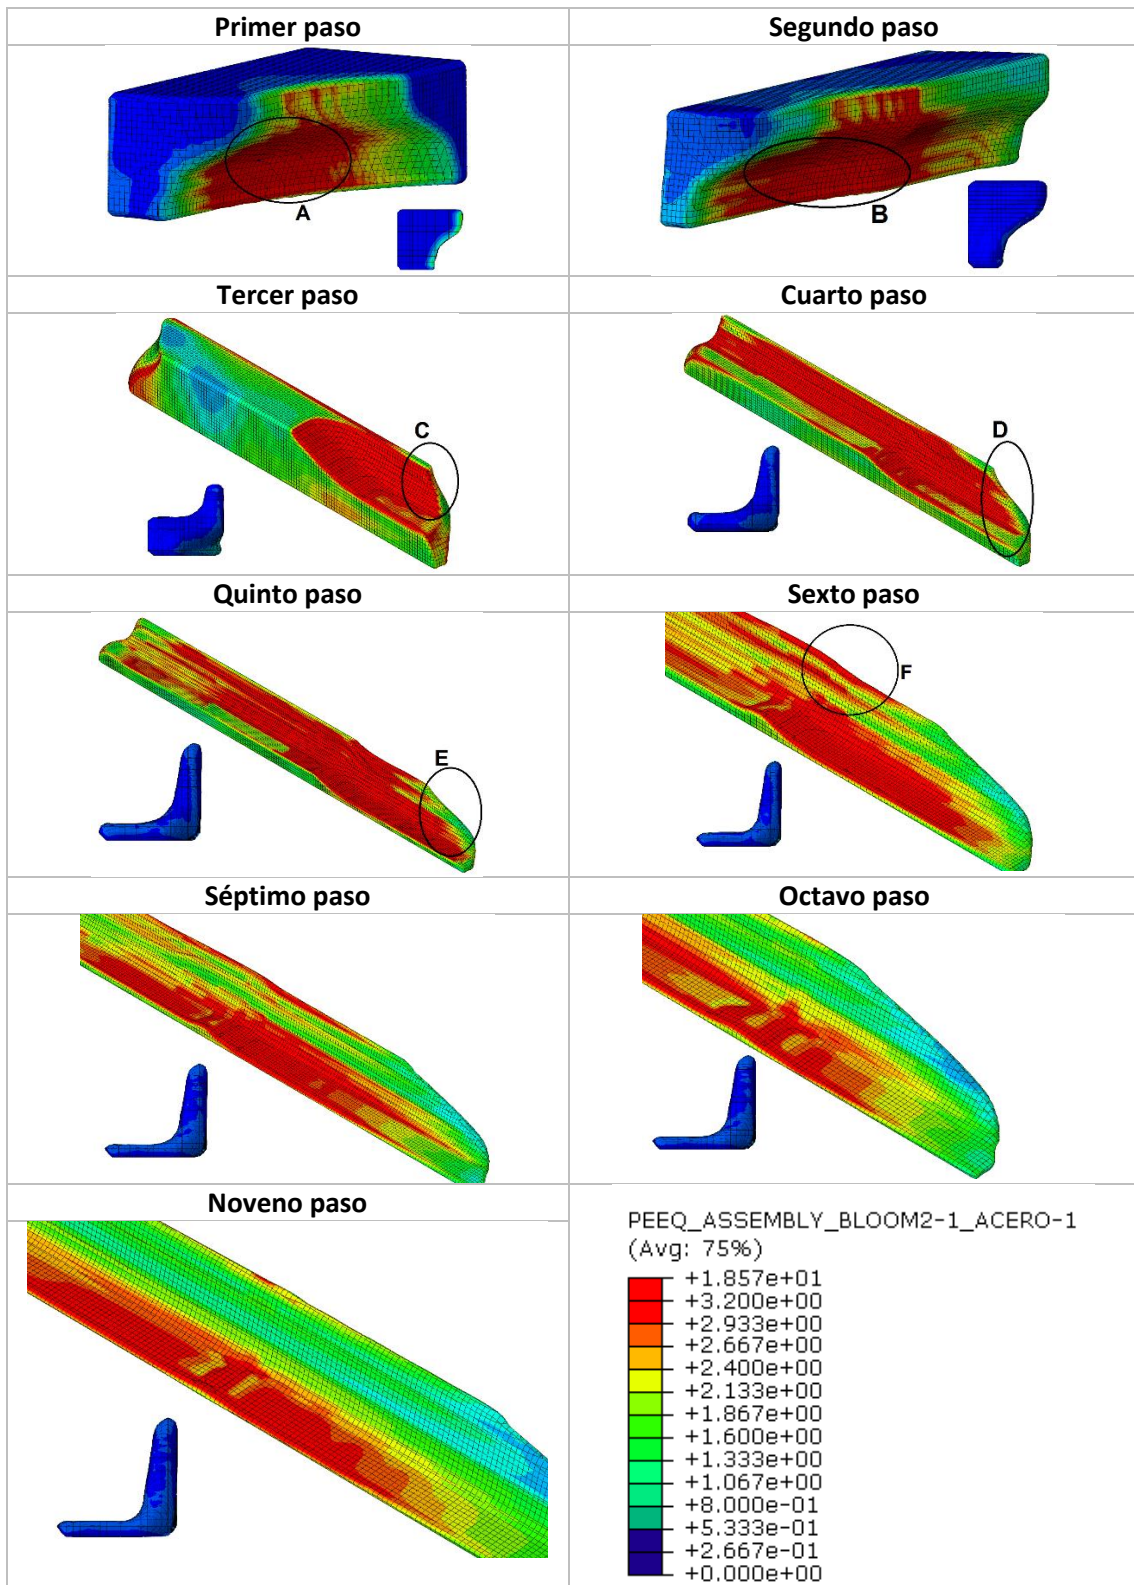 Primer paso
Segundo paso
A
B
Tercer paso
Cuarto paso
C
D
Quinto paso
Sexto paso
E
F
Séptimo paso
Octavo paso
Noveno paso
PEEQ_ASSEMBLY_BLOOM2-1_ACERO-1
(Avg: 75%)
+1.857e+01
+3.200e+00
+2.933e+00
+2.667e+00
+2.400e+00
+2.133e+00
+1.867e+00
+1.600e+00
+1.333e+00
+1.067e+00
+8.000e-01
+5.333e-01
+2.667e-01
+0.000e+00